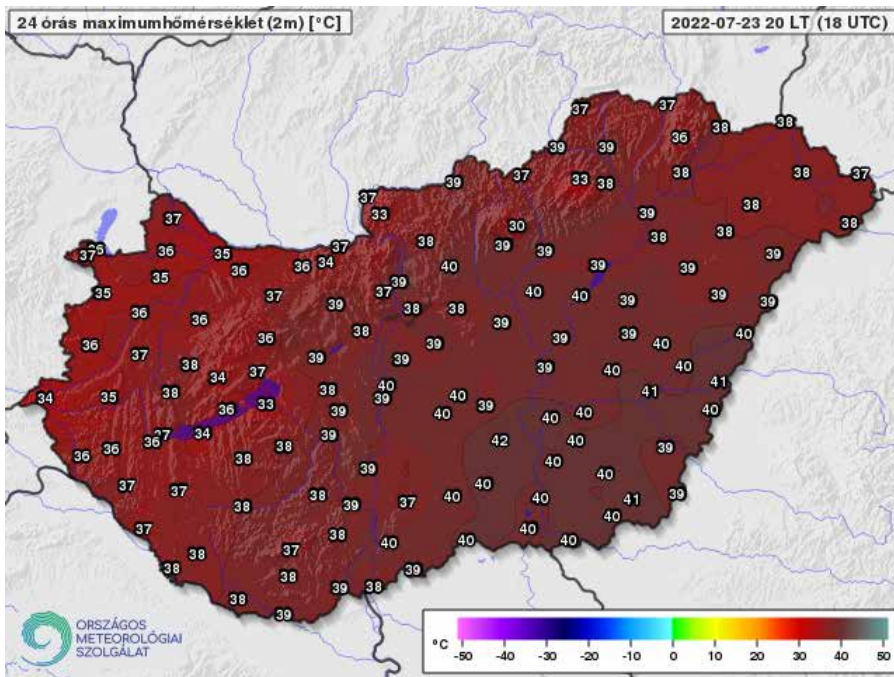 24 órás maximumhőmérséklet (2m) [°C] 2022-07-23 20 LT (18 UTC)
37 37
38 38
36
39 39
37 38 38 37
39 33 38
37 33 39 38
37 30 38 38 38
37 38 39 39 39
36 37 36 35 37
36 34 40 39 39
35 36 39 37
35 37 40 40 39 39
36 39 38 38 39 39
36 38 39 39 40
36 36 39 40
37 39 39 39 40 40 41
38 34 37 38 40 41
34 35 38 39 40 39 40
36 33 39 40 40 40
37 34 39 42 40 39
36 36 36 38 38 40
39 40
37 37 40 41 39
38 38 39 37 40 40 40
37 38 40 40 40 40
38 37
38 38 39 38 39
38 39
°C -50 -40 -30 -20 -10 0 10 20 30 40 50
ORSZÁGOS
METEOROLÓGIAI
SZOLGÁLAT